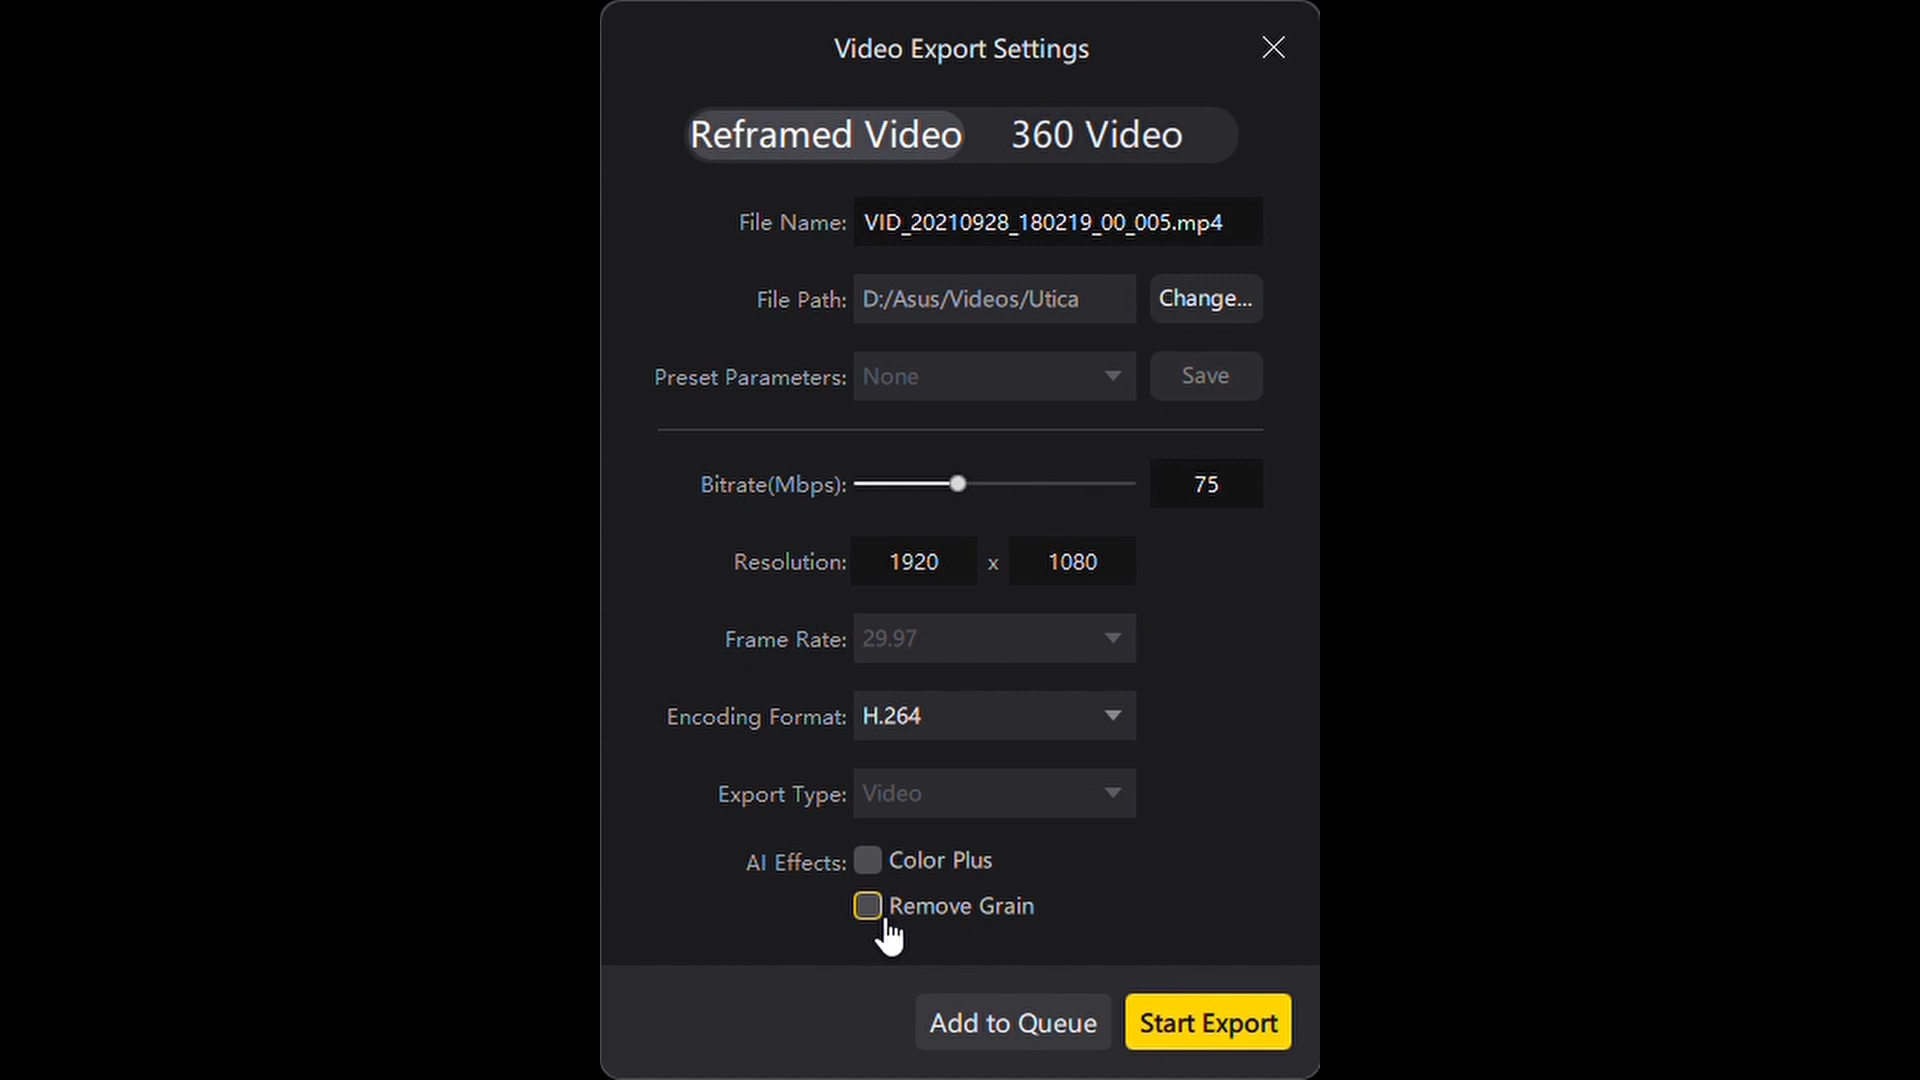 Video Export Settings
Reframed Video 360 Video
File Name: VID_20210928_180219_00_005.mp4
File Path: D:/Asus/Videos/Utica Change...
Preset Parameters: None Save
Bitrate(Mbps): 75
Resolution: 1920 x 1080
Frame Rate: 29.97
Encoding Format: H.264
Export Type: Video
AI Effects: Color Plus
Remove Grain
Add to Queue Start Export